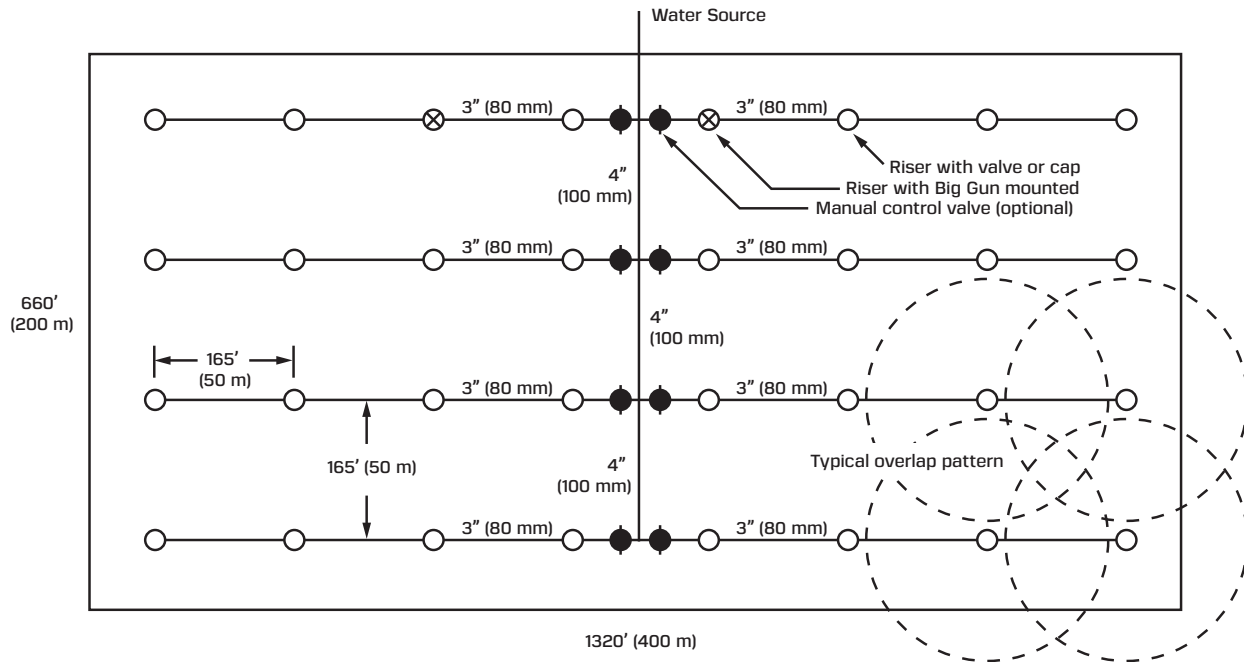 Water Source
3” (80 mm)
3” (80 mm)
Riser with valve or cap
4”
(100 mm)
Riser with Big Gun mounted
Manual control valve (optional)
3” (80 mm)
3” (80 mm)
660’
(200 m)
4”
(100 mm)
165’
(50 m)
3” (80 mm)
3” (80 mm)
165’ (50 m)
4”
(100 mm)
Typical overlap pattern
3” (80 mm)
3” (80 mm)
1320’ (400 m)